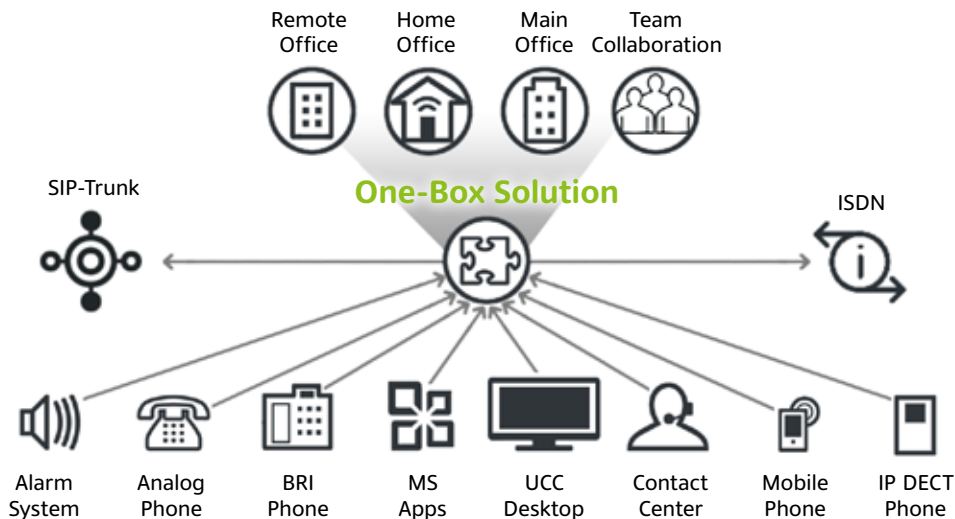 Remote
Office
Home
Office
Main
Office
Team
Collaboration
One-Box Solution
SIP-Trunk
ISDN
i
Alarm
System
Analog
Phone
BRI
Phone
MS
Apps
UCC
Desktop
Contact
Center
Mobile
Phone
IP DECT
Phone